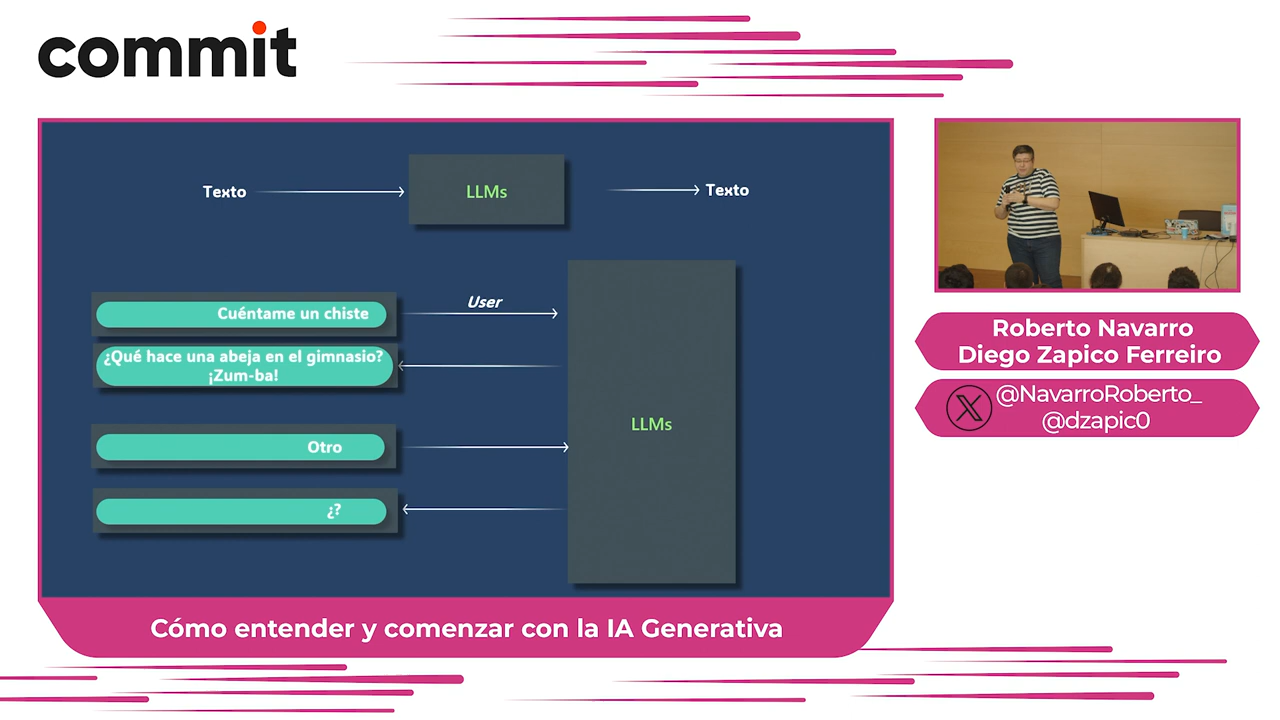 commit
Texto
LLMs
Texto
Cuéntame un chiste
User
¿Qué hace una abeja en el gimnasio?
¡Zum-ba!
LLMs
Otro
¿?
Cómo entender y comenzar con la IA Generativa
Roberto Navarro
Diego Zapico Ferreiro
@NavarroRoberto_
@dzapic0